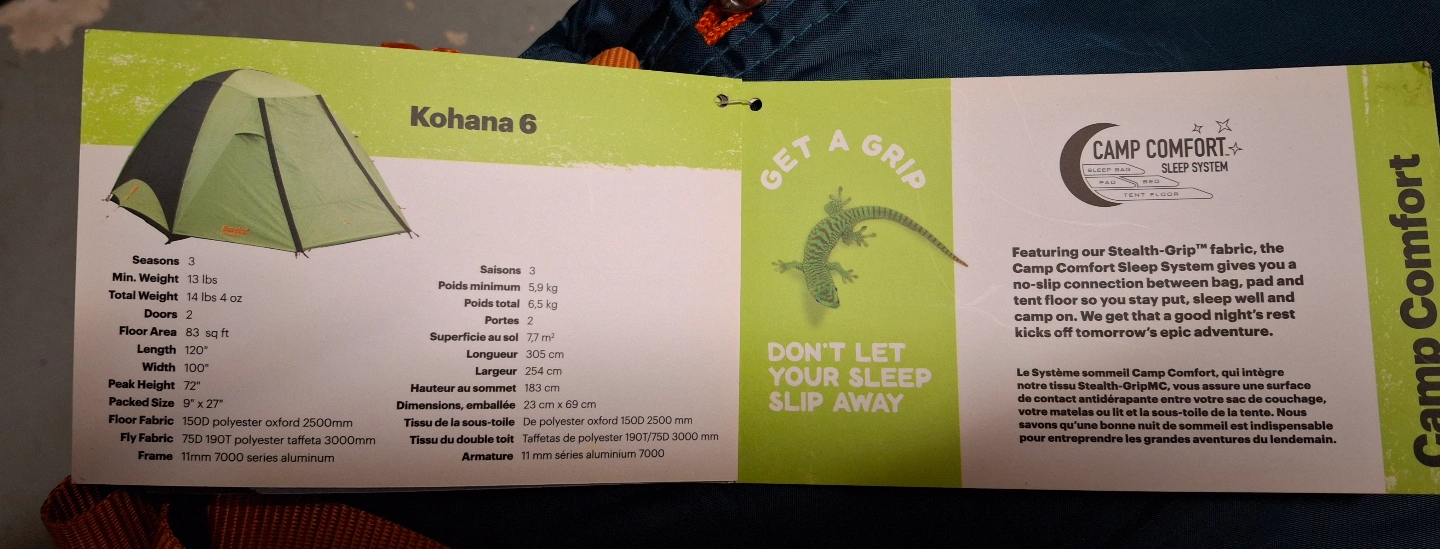 Kohana 6
Seasons 3
Min. Weight 13 lbs
Total Weight 14 lbs 4 oz
Doors 2
Floor Area 83 sq ft
Length 120"
Width 100"
Peak Height 72"
Packed Size 9" x 27"
Floor Fabric 150D polyester oxford 2500mm
Fly Fabric 75D 190T polyester taffeta 3000mm
Frame 11mm 7000 series aluminum
Saisons 3
Poids minimum 5,9 kg
Poids total 6,5 kg
Portes 2
Superficie au sol 7,7 m²
Longueur 305 cm
Largeur 254 cm
Hauteur au sommet 183 cm
Dimensions, emballée 23 cm x 69 cm
Tissu de la sous-toile De polyester oxford 150D 2500 mm
Tissu du double toit Taffetas de polyester 190T/75D 3000 mm
Armature 11 mm séries aluminium 7000
GET A GRIP
DON'T LET
YOUR SLEEP
SLIP AWAY
CAMP COMFORT™
SLEEP SYSTEM
SLEEP BAG
PAD BED
TENT FLOOR
Featuring our Stealth-Grip™ fabric, the
Camp Comfort Sleep System gives you a
no-slip connection between bag, pad and
tent floor so you stay put, sleep well and
camp on. We get that a good night's rest
kicks off tomorrow's epic adventure.
Le Système sommeil Camp Comfort, qui intègre
notre tissu Stealth-GripMC, vous assure une surface
de contact antidérapante entre votre sac de couchage,
votre matelas ou lit et la sous-toile de la tente. Nous
savons qu'une bonne nuit de sommeil est indispensable
pour entreprendre les grandes aventures du lendemain.
Camp Comfort